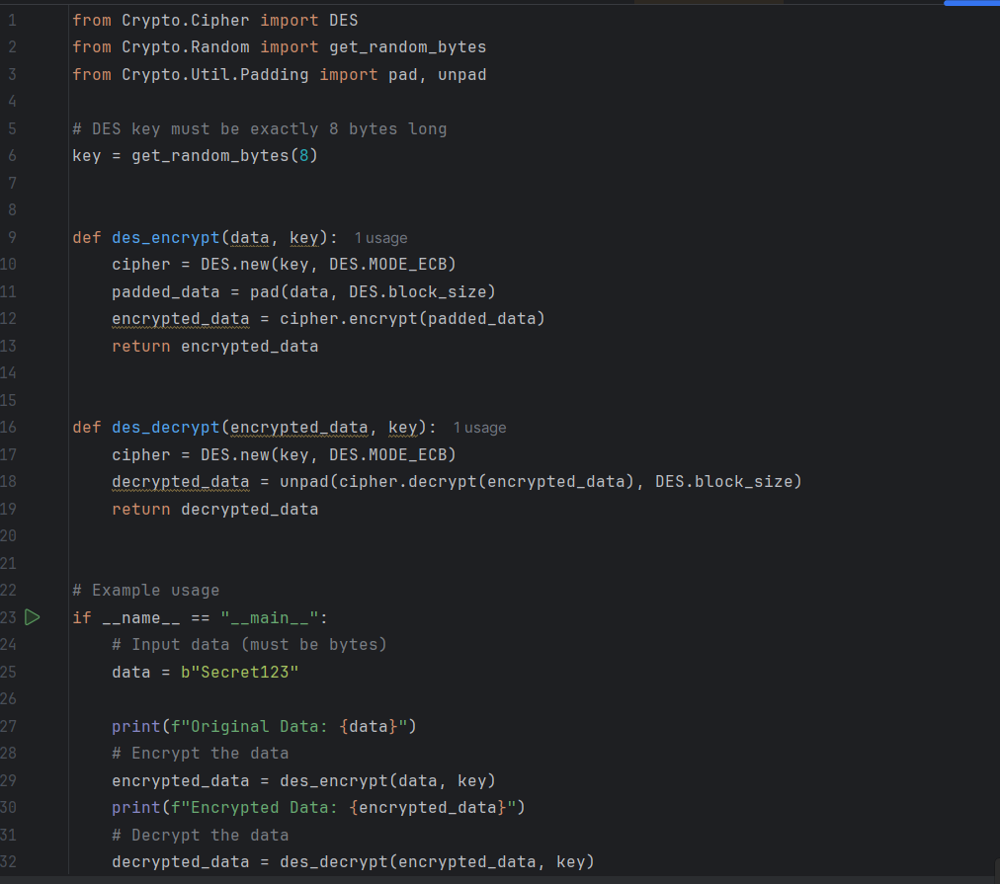 1 from Crypto.Cipher import DES
2 from Crypto.Random import get_random_bytes
3 from Crypto.Util.Padding import pad, unpad
4
5 # DES key must be exactly 8 bytes long
6 key = get_random_bytes(8)
7
8
9 def des_encrypt(data, key): 1 usage
10     cipher = DES.new(key, DES.MODE_ECB)
11     padded_data = pad(data, DES.block_size)
12     encrypted_data = cipher.encrypt(padded_data)
13     return encrypted_data
14
15
16 def des_decrypt(encrypted_data, key): 1 usage
17     cipher = DES.new(key, DES.MODE_ECB)
18     decrypted_data = unpad(cipher.decrypt(encrypted_data), DES.block_size)
19     return decrypted_data
20
21
22 # Example usage
23 if __name__ == "__main__":
24     # Input data (must be bytes)
25     data = b"Secret123"
26
27     print(f"Original Data: {data}")
28     # Encrypt the data
29     encrypted_data = des_encrypt(data, key)
30     print(f"Encrypted Data: {encrypted_data}")
31     # Decrypt the data
32     decrypted_data = des_decrypt(encrypted_data, key)